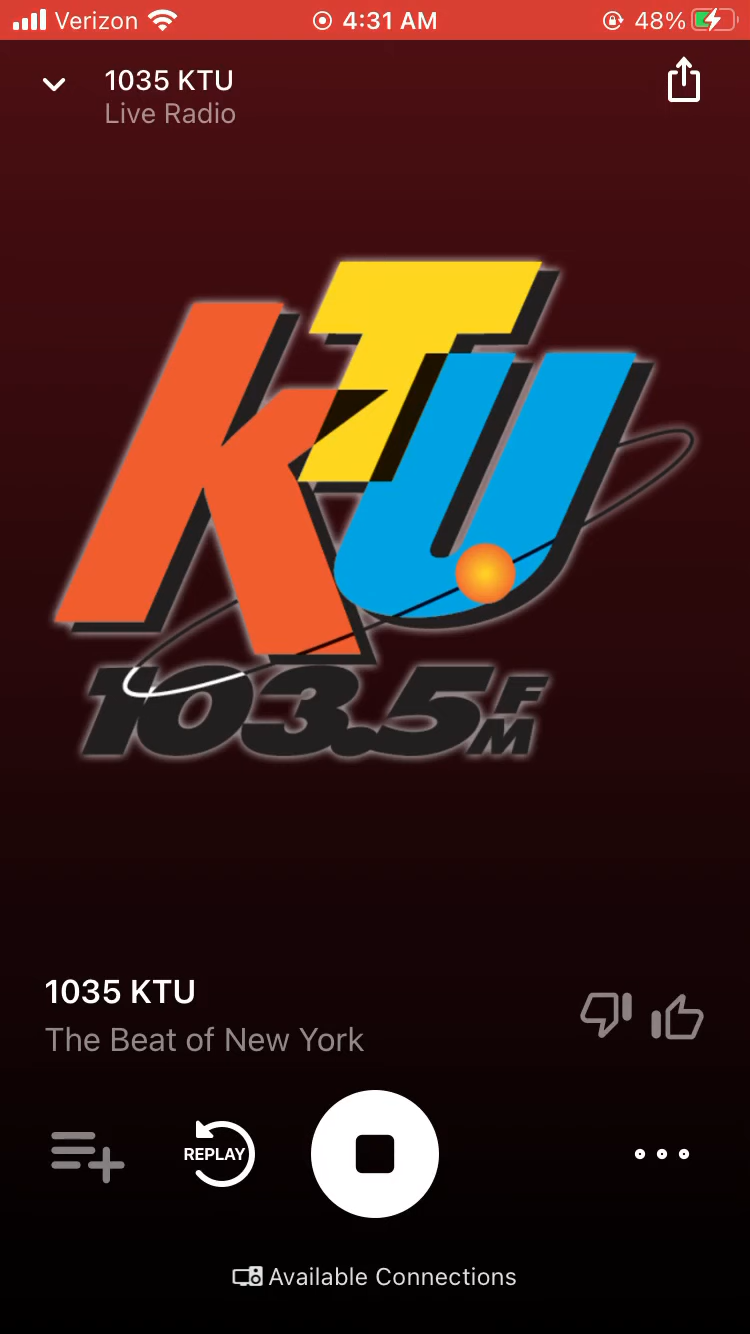 Verizon 4:31 AM 48%
1035 KTU
Live Radio
KTU
103.5 FM
1035 KTU
The Beat of New York
REPLAY
Available Connections